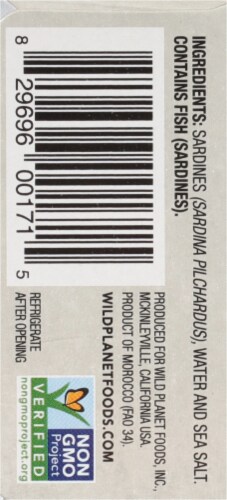 INGREDIENTS: SARDINES (SARDINA PILCHARDUS), WATER AND SEA SALT.
CONTAINS FISH (SARDINES).
8 29696 00171 5
PRODUCED FOR WILD PLANET FOODS, INC.,
MCKINLEYVILLE, CALIFORNIA USA.
PRODUCT OF MOROCCO (FAO 34).
WILDPLANETFOODS.COM
REFRIGERATE
AFTER OPENING
NON
GMO
Project
VERIFIED
nongmoproject.org